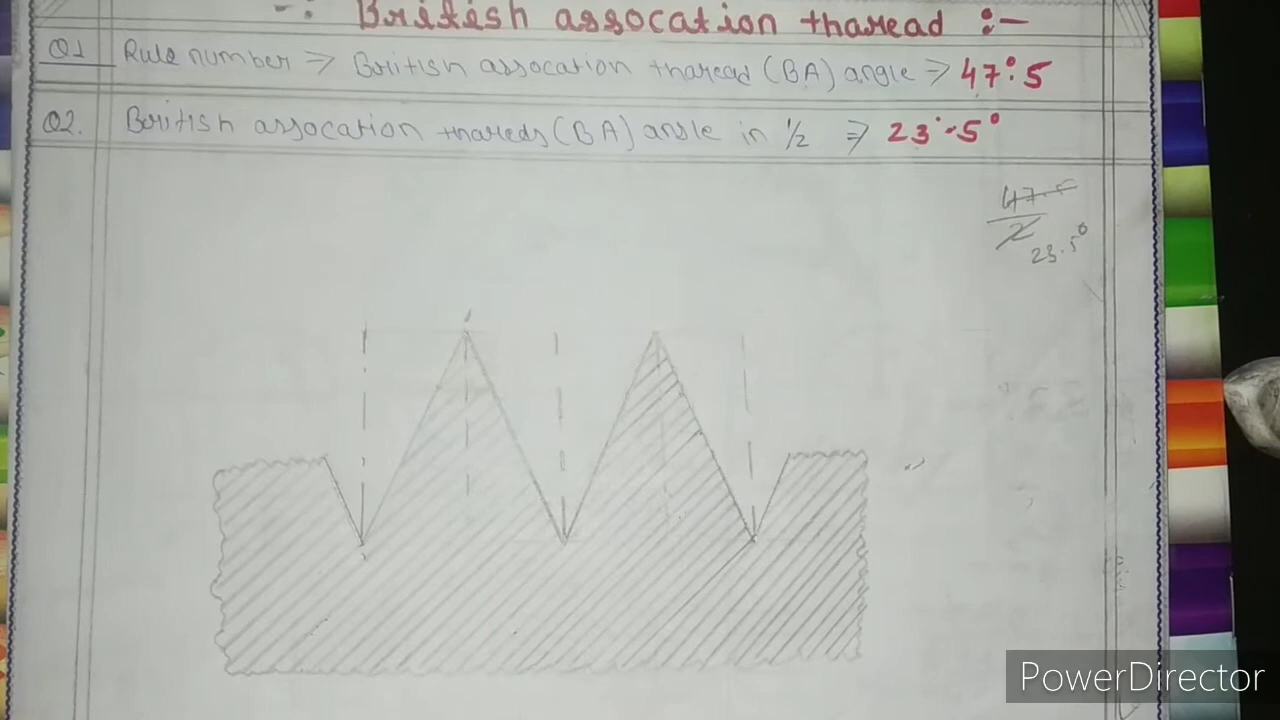 -: British assocation tharead :-
Q1 Rule number ⇒ British assocation tharead (BA) angle ⇒ 47°5
Q2. British assocation thareds (BA) angle in 1/2 ⇒ 23°.5°
47.5
2
23.5°
PowerDirector